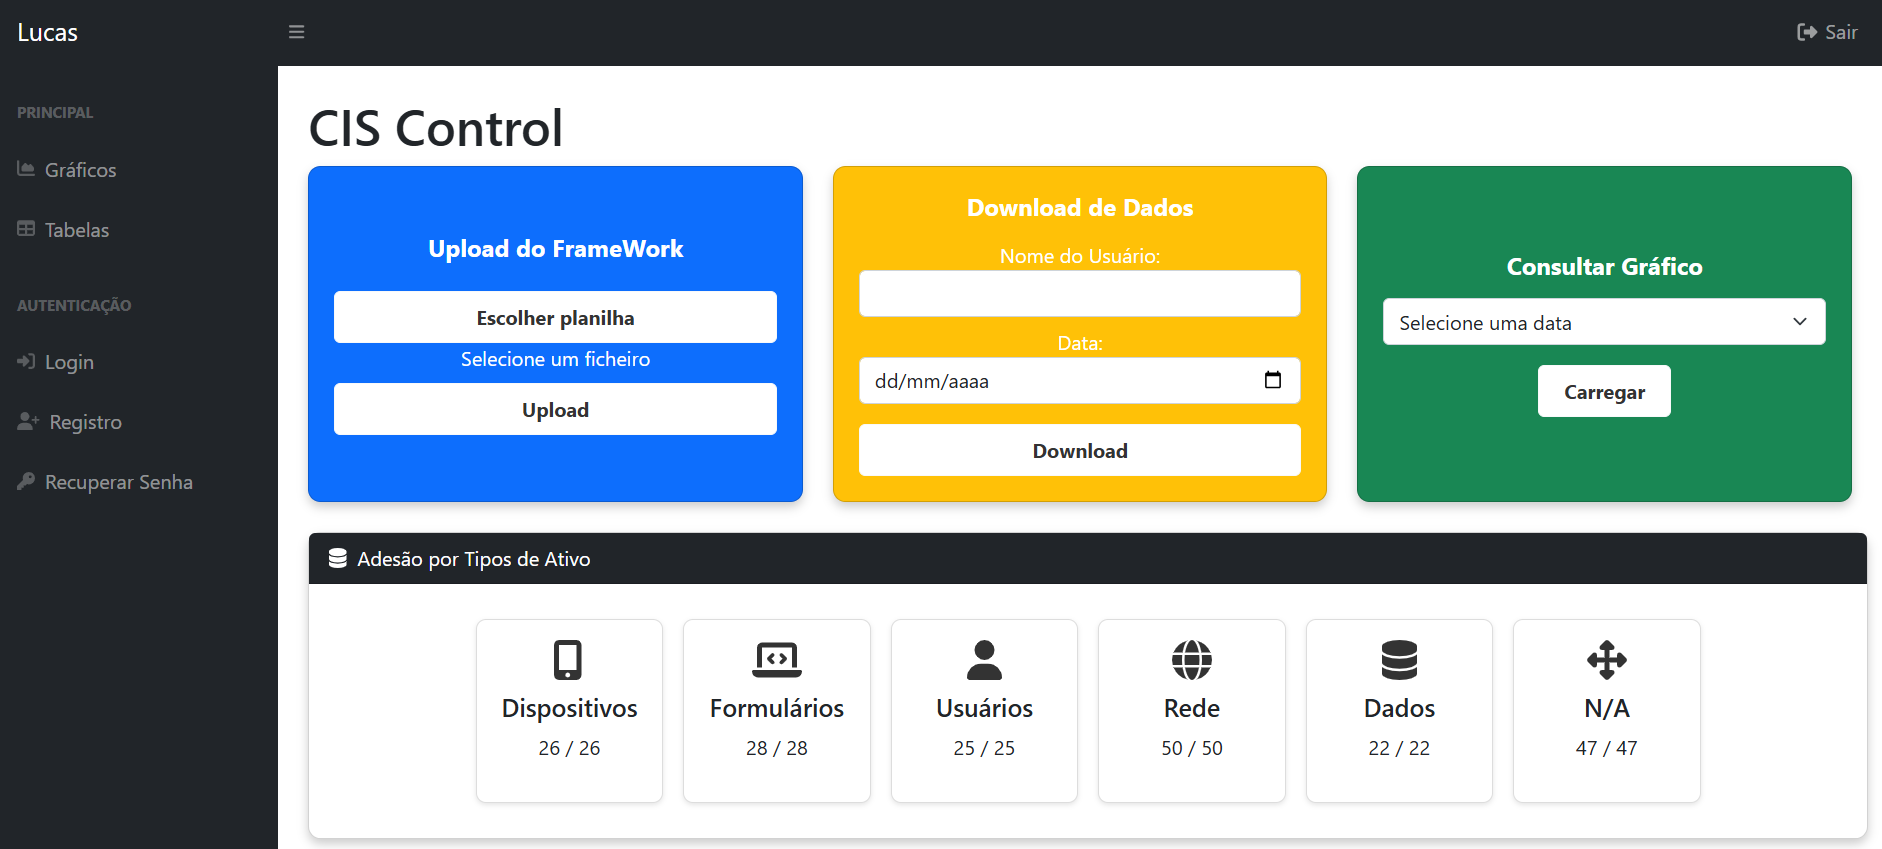 Lucas
Sair
PRINCIPAL
Gráficos
Tabelas
AUTENTICAÇÃO
Login
Registro
Recuperar Senha
CIS Control
Upload do FrameWork
Escolher planilha
Selecione um ficheiro
Upload
Download de Dados
Nome do Usuário:
Data:
dd/mm/aaaa
Download
Consultar Gráfico
Selecione uma data
Carregar
Adesão por Tipos de Ativo
Dispositivos
26 / 26
Formulários
28 / 28
Usuários
25 / 25
Rede
50 / 50
Dados
22 / 22
N/A
47 / 47